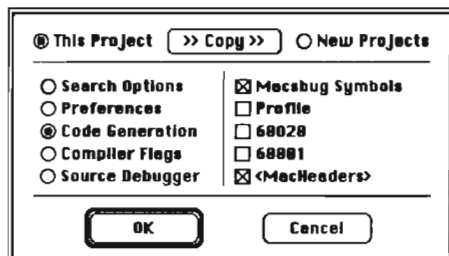 This Project >> Copy >> New Projects
Search Options
Preferences
Code Generation
Compiler Flags
Source Debugger
Macsbug Symbols
Profile
68020
68881
<MacHeaders>
OK Cancel